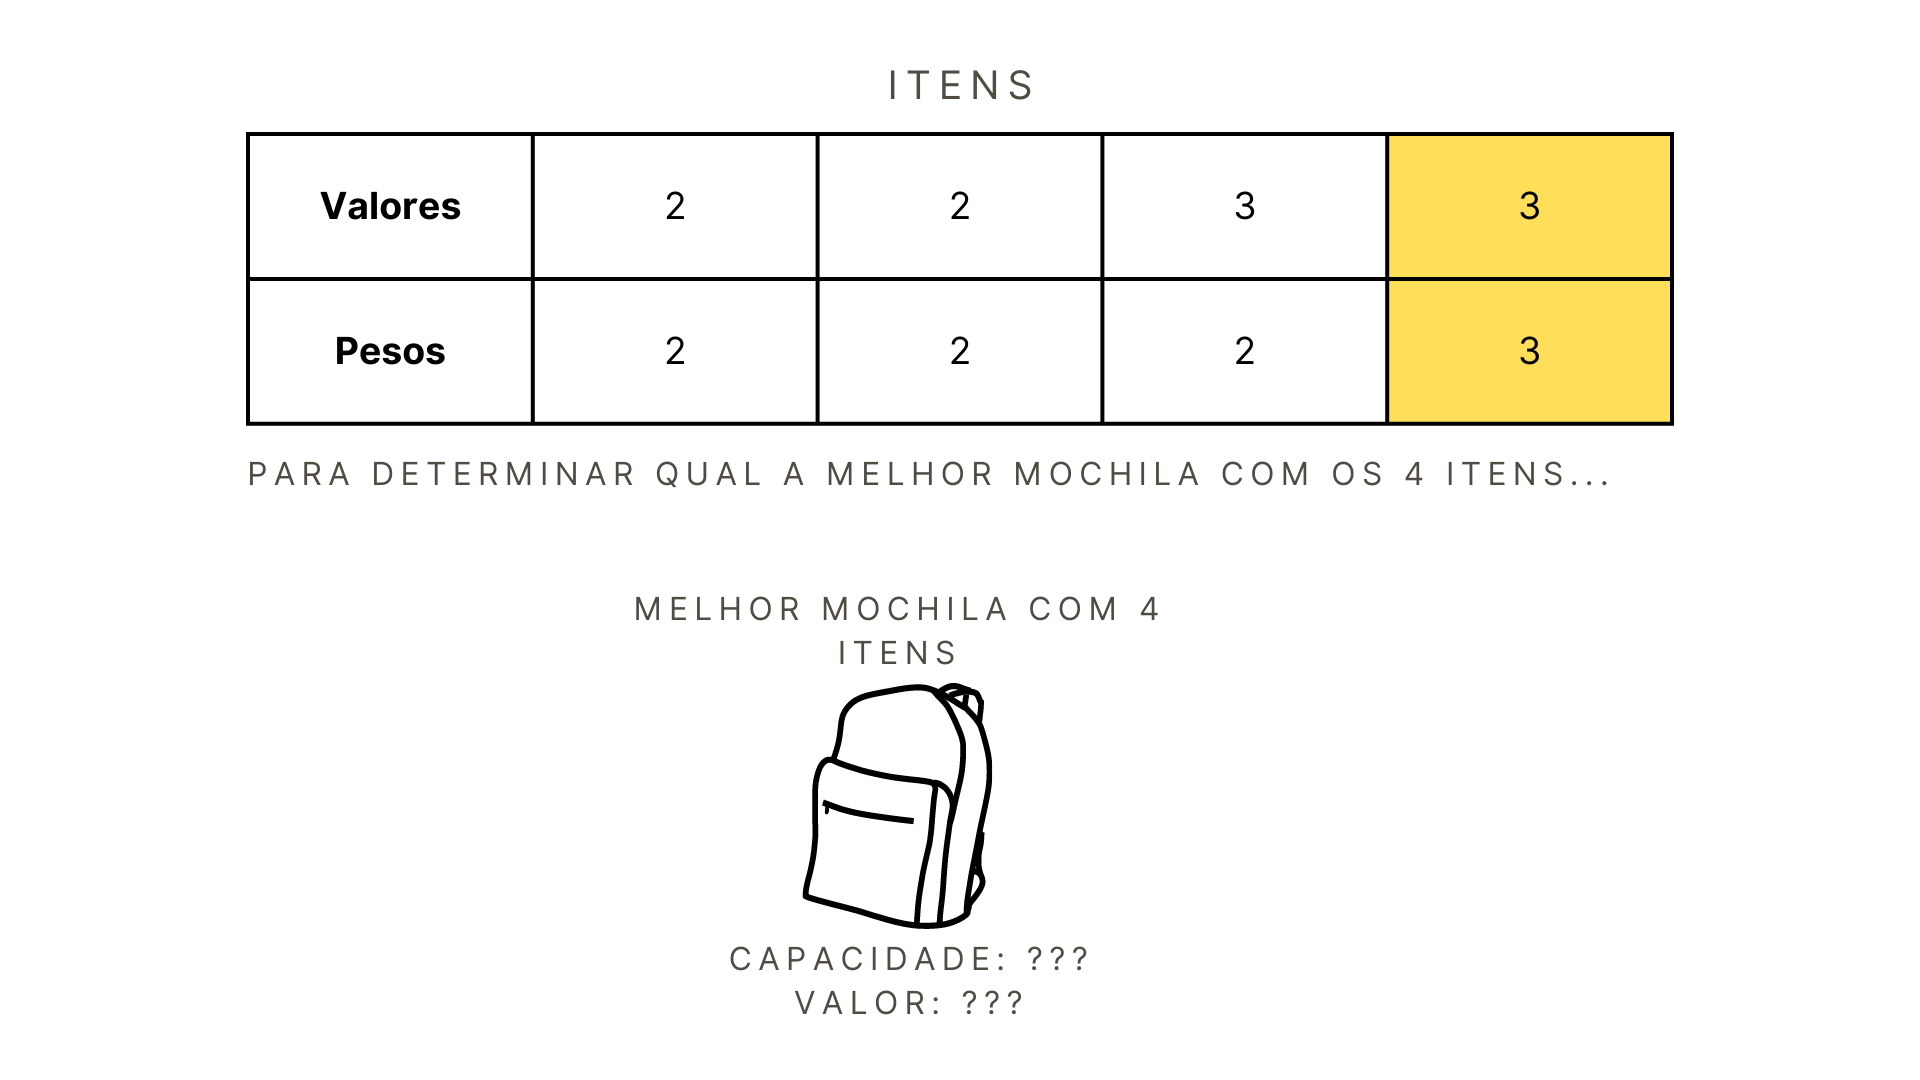 ITENS
Valores 2 2 3 3
Pesos 2 2 2 3
PARA DETERMINAR QUAL A MELHOR MOCHILA COM OS 4 ITENS...
MELHOR MOCHILA COM 4
ITENS
CAPACIDADE: ???
VALOR: ???